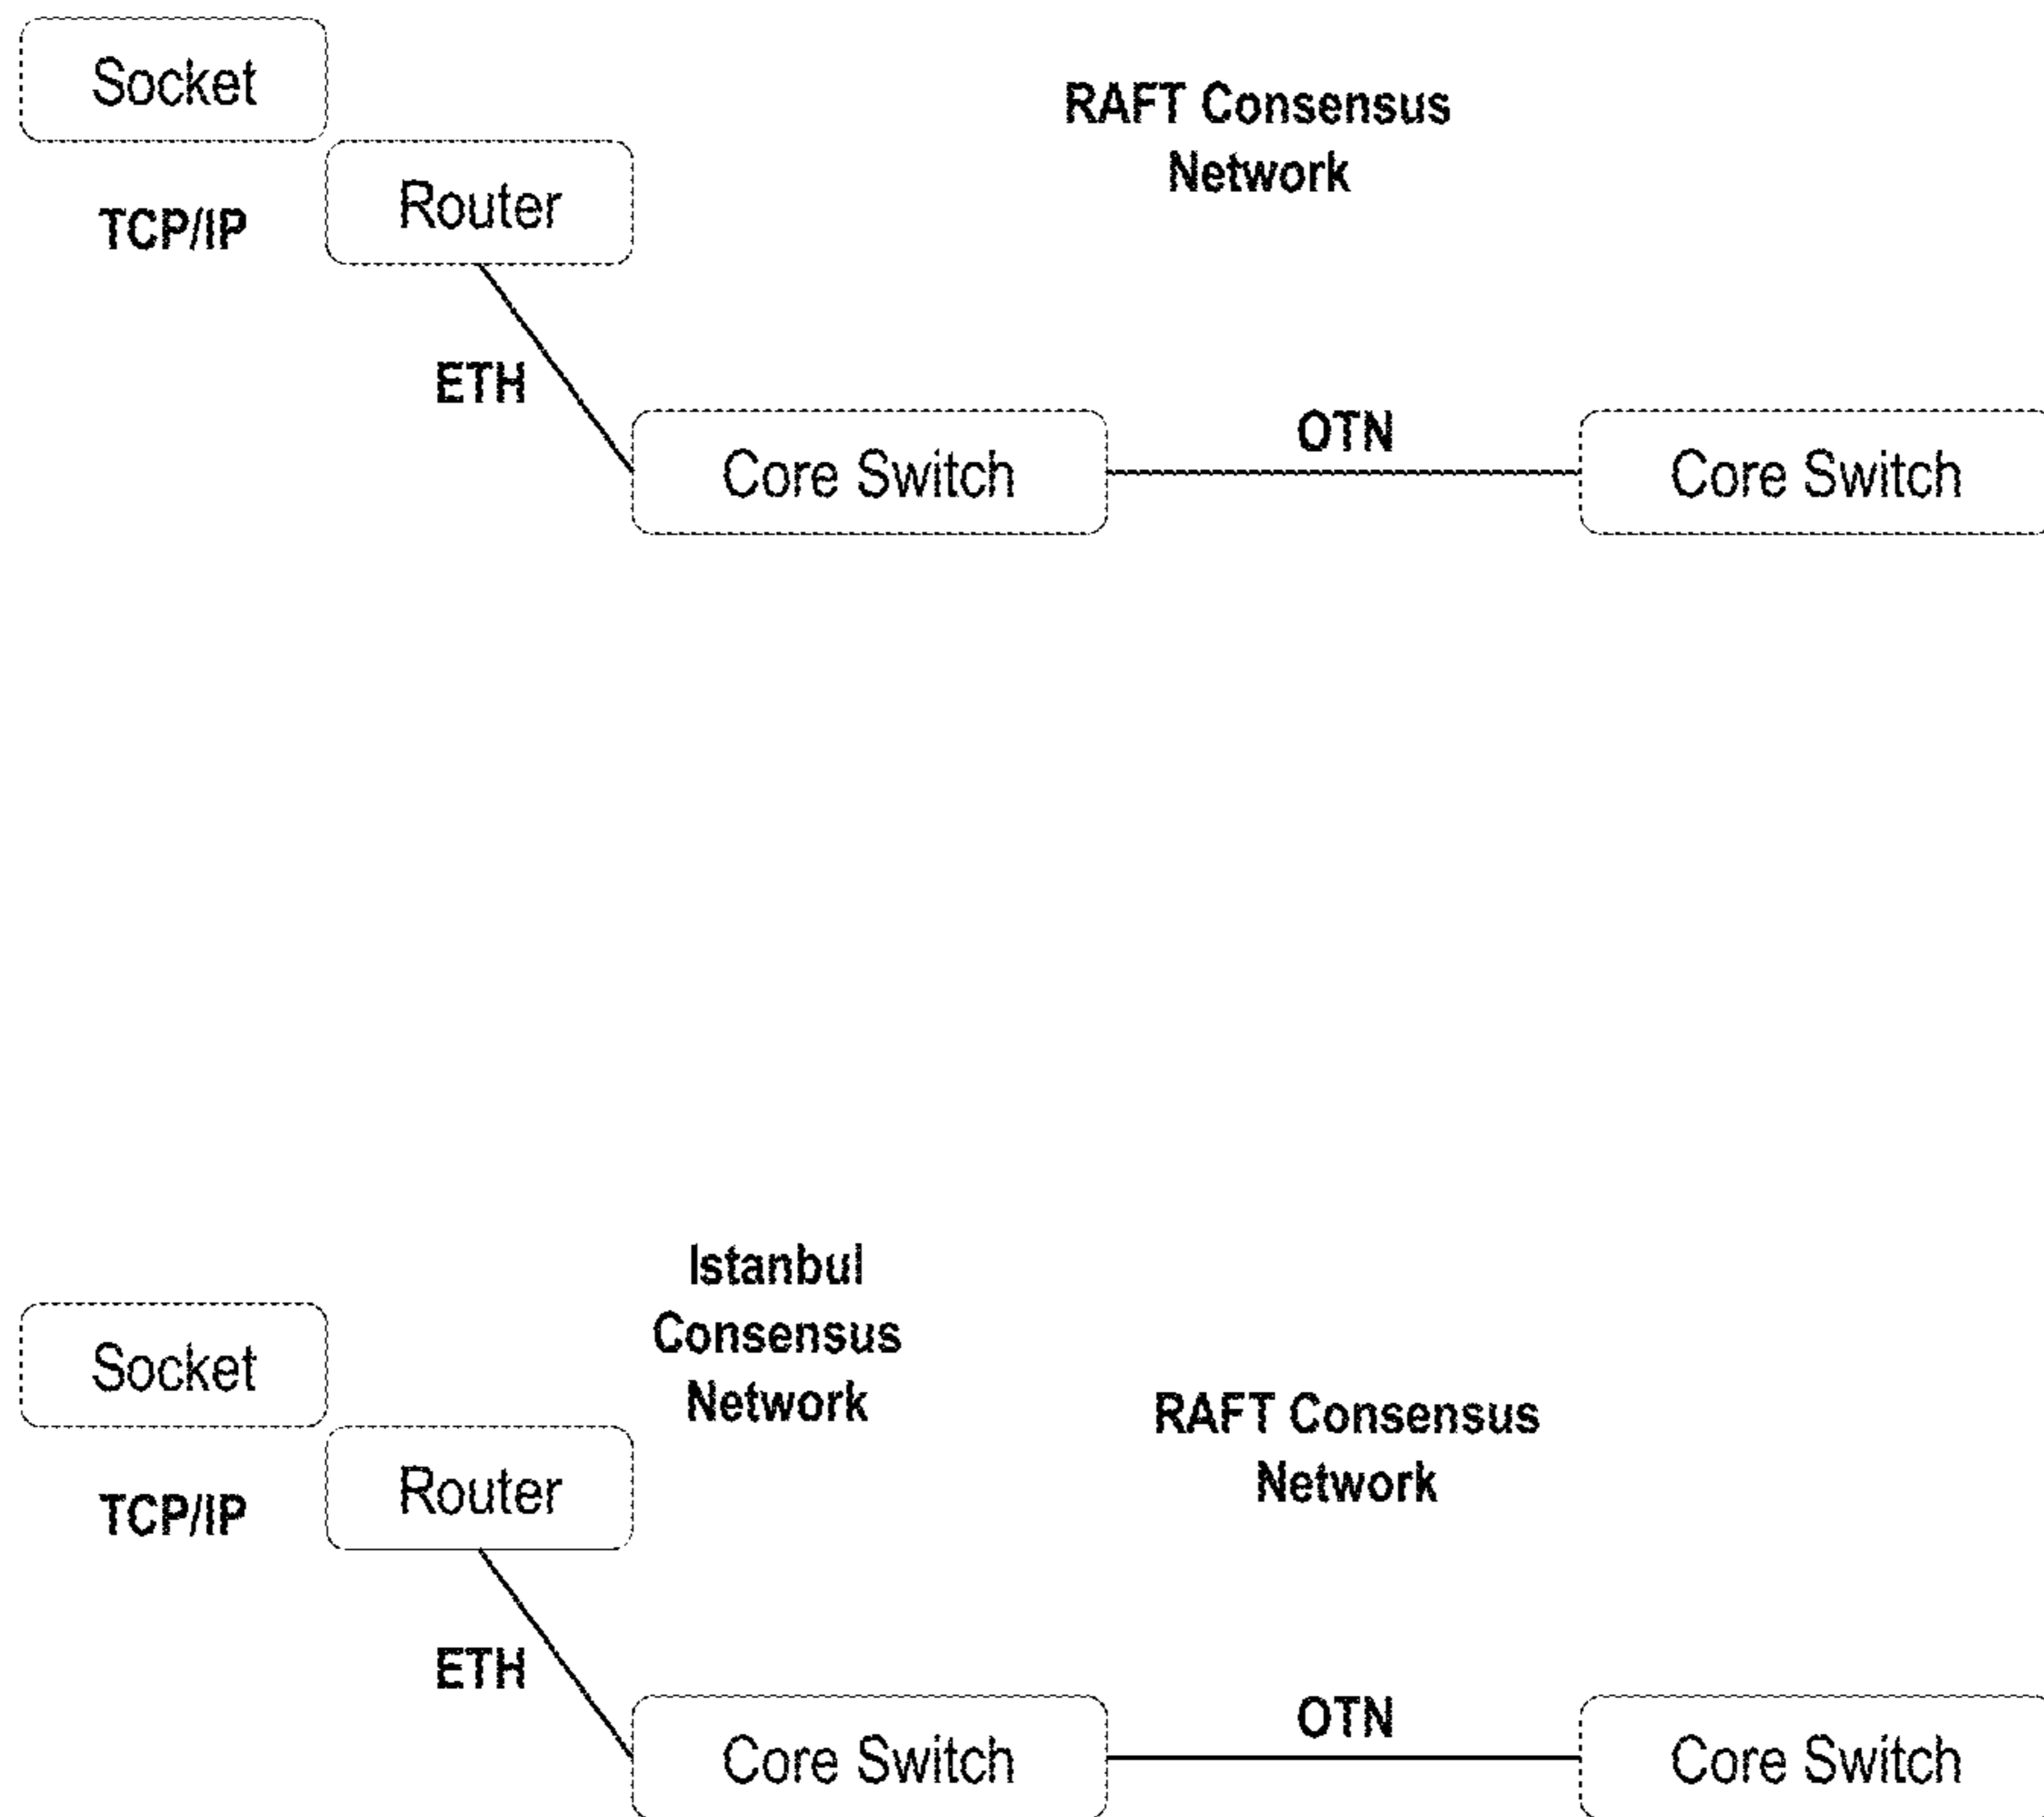 Socket
RAFT Consensus
Network
Router
TCP/IP
ETH
OTN
Core Switch
Core Switch
Istanbul
Consensus
Network
Socket
RAFT Consensus
Network
Router
TCP/IP
ETH
OTN
Core Switch
Core Switch